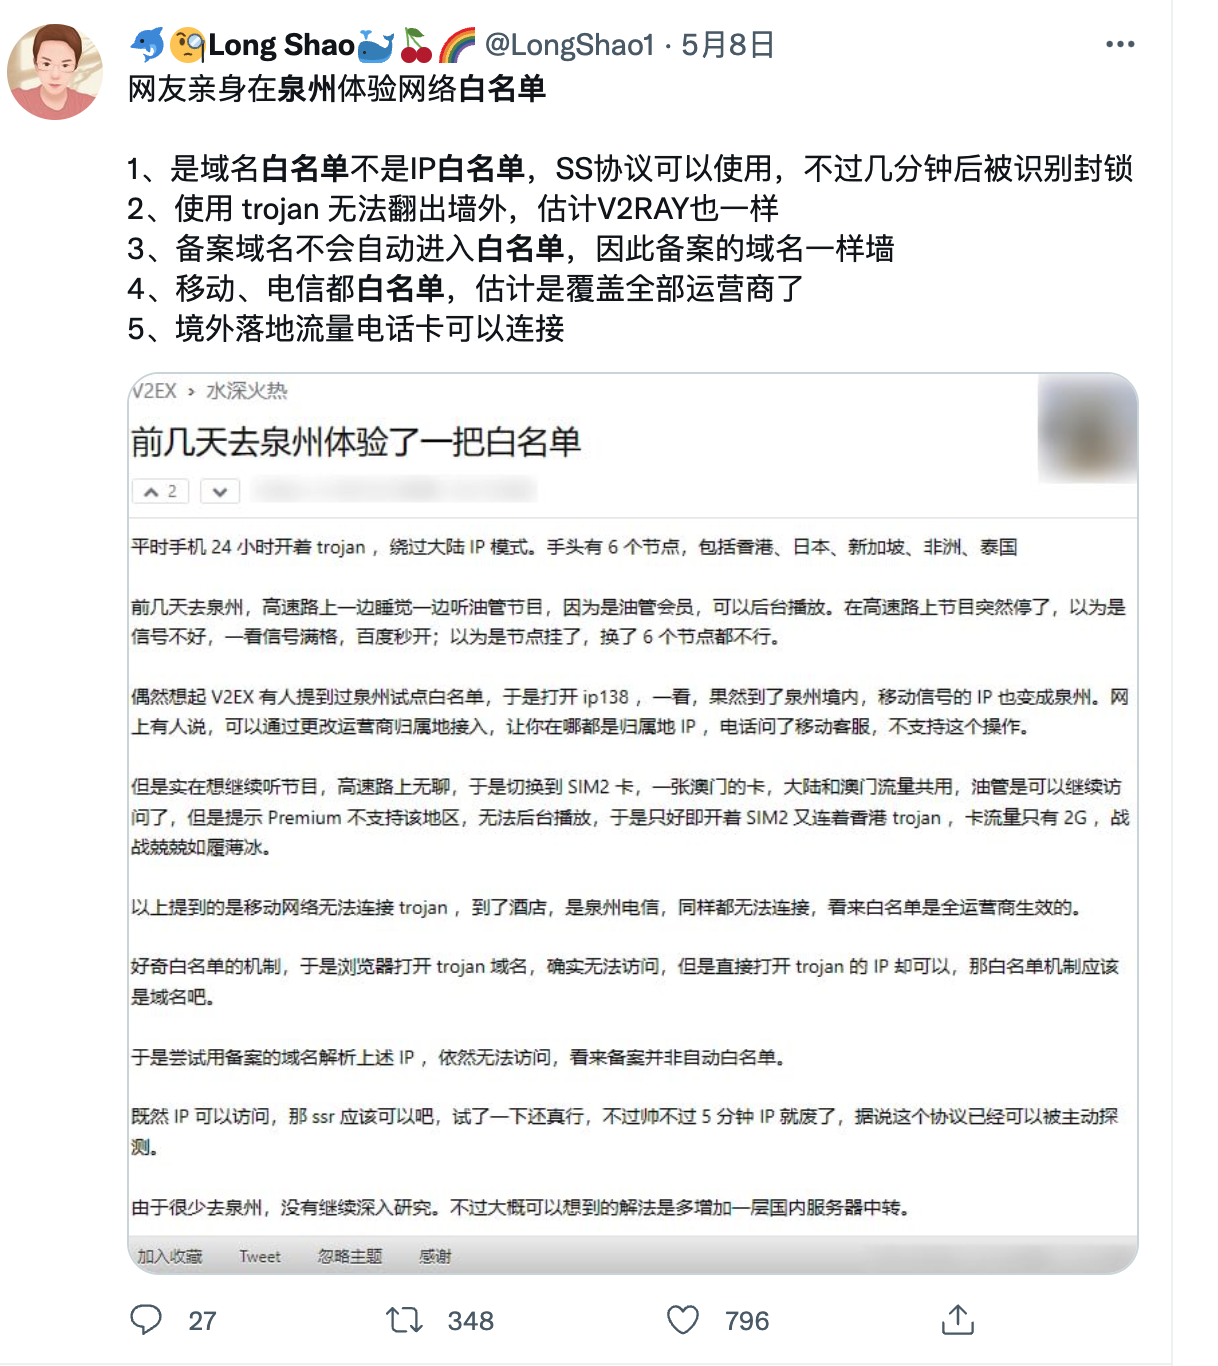 Long Shao @LongShao1 · 5月8日
网友亲身在泉州体验网络白名单
1、是域名白名单不是IP白名单，SS协议可以使用，不过几分钟后被识别封锁
2、使用 trojan 无法翻出墙外，估计V2RAY也一样
3、备案域名不会自动进入白名单，因此备案的域名一样墙
4、移动、电信都白名单，估计是覆盖全部运营商了
5、境外落地流量电话卡可以连接
V2EX › 水深火热
前几天去泉州体验了一把白名单
2
平时手机 24 小时开着 trojan ，绕过大陆 IP 模式。手头有 6 个节点，包括香港、日本、新加坡、非洲、泰国
前几天去泉州，高速路上一边睡觉一边听油管节目，因为是油管会员，可以后台播放。在高速路上节目突然停了，以为是
信号不好，一看信号满格，百度秒开；以为是节点挂了，换了 6 个节点都不行。
偶然想起 V2EX 有人提到过泉州试点白名单，于是打开 ip138 ，一看，果然到了泉州境内，移动信号的 IP 也变成泉州。网
上有人说，可以通过更改运营商归属地接入，让你在哪都是归属地 IP ，电话问了移动客服，不支持这个操作。
但是实在想继续听节目，高速路上无聊，于是切换到 SIM2 卡，一张澳门的卡，大陆和澳门流量共用，油管是可以继续访
问了，但是提示 Premium 不支持该地区，无法后台播放，于是只好即开着 SIM2 又连着香港 trojan ，卡流量只有 2G ，战
战兢兢如履薄冰。
以上提到的是移动网络无法连接 trojan ，到了酒店，是泉州电信，同样都无法连接，看来白名单是全运营商生效的。
好奇白名单的机制，于是浏览器打开 trojan 域名，确实无法访问，但是直接打开 trojan 的 IP 却可以，那白名单机制应该
是域名吧。
于是尝试用备案的域名解析上述 IP ，依然无法访问，看来备案并非自动白名单。
既然 IP 可以访问，那 ssr 应该可以吧，试了一下还真行，不过帅不过 5 分钟 IP 就废了，据说这个协议已经可以被主动探
测。
由于很少去泉州，没有继续深入研究。不过大概可以想到的解法是多增加一层国内服务器中转。
加入收藏 Tweet 忽略主题 感谢
27 348 796